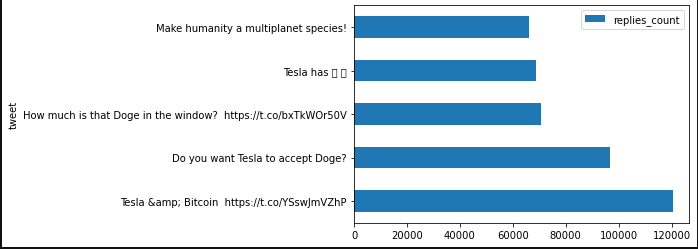 replies_count
Make humanity a multiplanet species!
Tesla has
How much is that Doge in the window?  https://t.co/bxTkWOr50V
Do you want Tesla to accept Doge?
Tesla &amp; Bitcoin  https://t.co/YSswJmVZhP
tweet
0 20000 40000 60000 80000 100000 120000